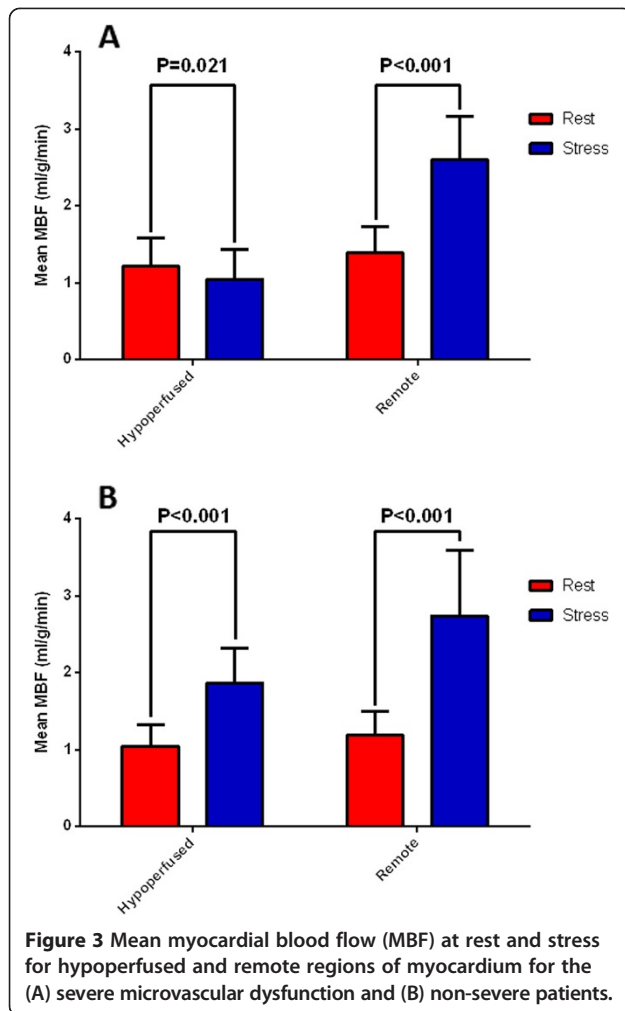 A
P=0.021
P<0.001
Rest
Stress
Mean MBF (ml/g/min)
4
3
2
1
0
Hypoperfused
Remote
B
P<0.001
P<0.001
Rest
Stress
Mean MBF (ml/g/min)
4
3
2
1
0
Hypoperfused
Remote
Figure 3 Mean myocardial blood flow (MBF) at rest and stress
for hypoperfused and remote regions of myocardium for the
(A) severe microvascular dysfunction and (B) non-severe patients.